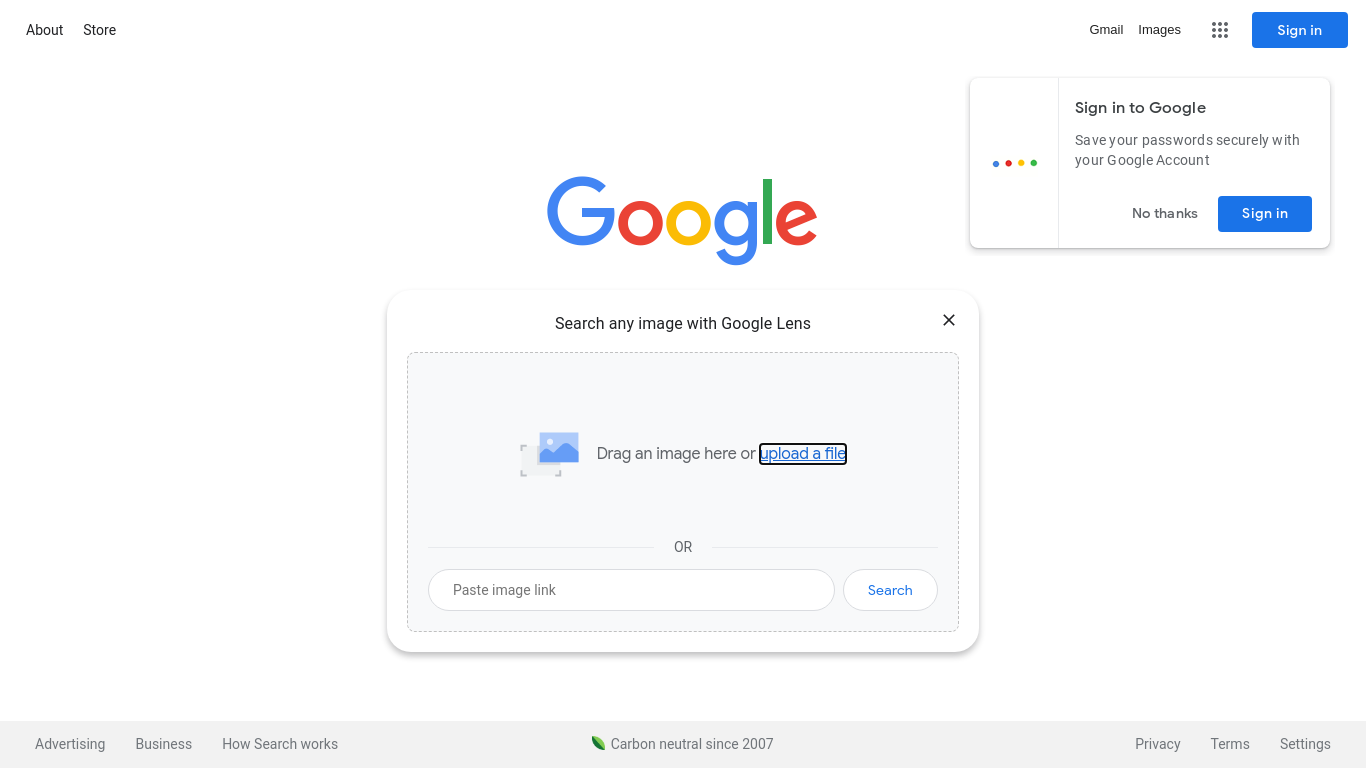 About Store Gmail Images Sign in
Sign in to Google
Save your passwords securely with
your Google Account
No thanks Sign in
Google
Search any image with Google Lens
Drag an image here or upload a file
OR
Paste image link Search
Advertising Business How Search works Carbon neutral since 2007 Privacy Terms Settings